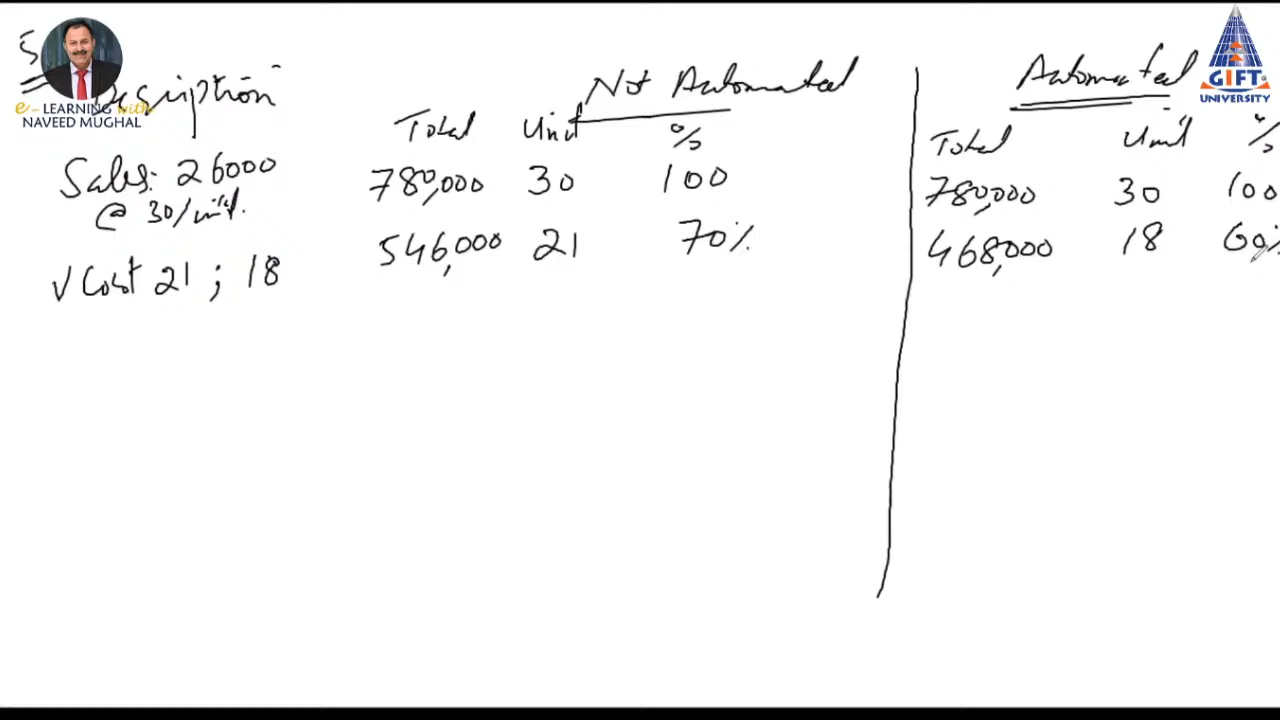 e-LEARNING with
NAVEED MUGHAL
GIFT
UNIVERSITY
Not Automated
Automated
Total Unit %
Total Unit %
Sales: 26000 780,000 30 100
780,000 30 100
@ 30/unit.
V Cost 21 ; 18 546,000 21 70%
468,000 18 60%